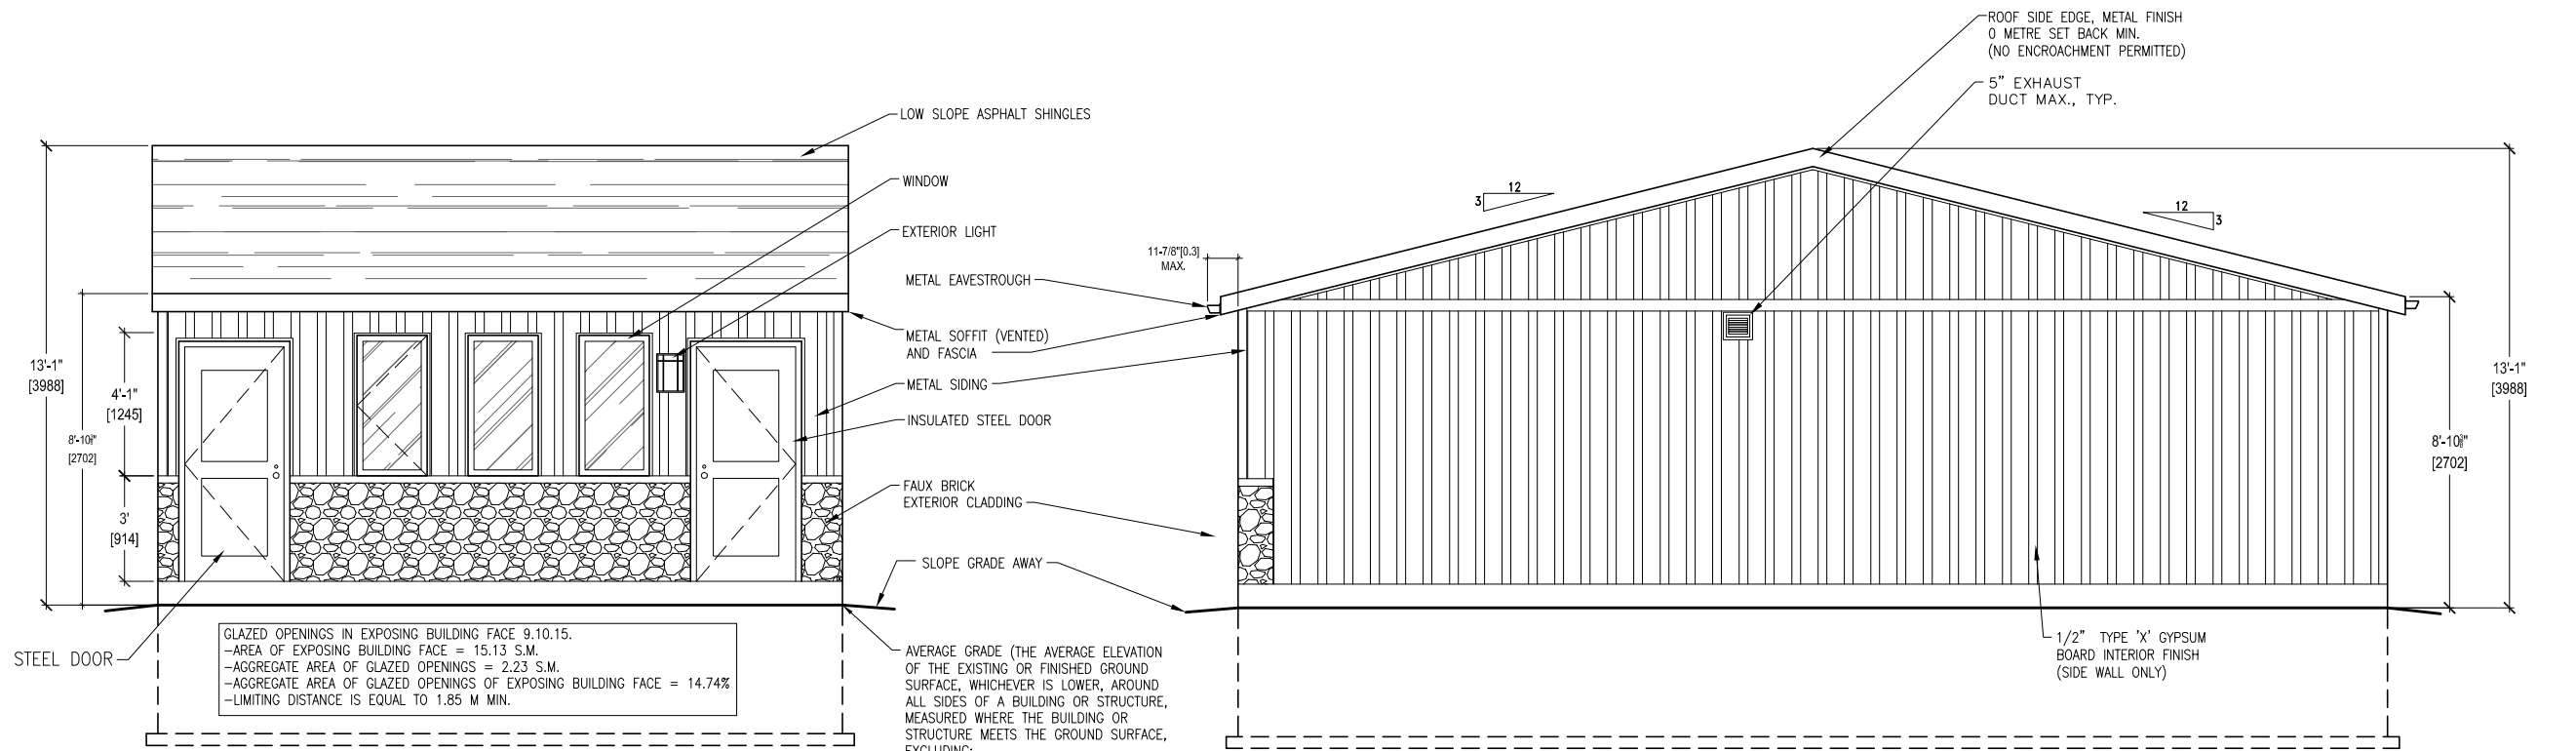 ROOF SIDE EDGE, METAL FINISH
0 METRE SET BACK MIN.
(NO ENCROACHMENT PERMITTED)
5" EXHAUST
DUCT MAX., TYP.
LOW SLOPE ASPHALT SHINGLES
WINDOW
EXTERIOR LIGHT
METAL EAVESTROUGH
METAL SOFFIT (VENTED)
AND FASCIA
METAL SIDING
INSULATED STEEL DOOR
FAUX BRICK
EXTERIOR CLADDING
SLOPE GRADE AWAY
13'-1"
[3988]
8'-10⅜"
[2702]
4'-1"
[1245]
3'
[914]
STEEL DOOR
GLAZED OPENINGS IN EXPOSING BUILDING FACE 9.10.15.
-AREA OF EXPOSING BUILDING FACE = 15.13 S.M.
-AGGREGATE AREA OF GLAZED OPENINGS = 2.23 S.M.
-AGGREGATE AREA OF GLAZED OPENINGS OF EXPOSING BUILDING FACE = 14.74%
-LIMITING DISTANCE IS EQUAL TO 1.85 M MIN.
AVERAGE GRADE (THE AVERAGE ELEVATION
OF THE EXISTING OR FINISHED GROUND
SURFACE, WHICHEVER IS LOWER, AROUND
ALL SIDES OF A BUILDING OR STRUCTURE,
MEASURED WHERE THE BUILDING OR
STRUCTURE MEETS THE GROUND SURFACE,
EXCLUDING:
11-7/8"[0.3]
MAX.
12
3
12
3
13'-1"
[3988]
8'-10⅜"
[2702]
1/2" TYPE 'X' GYPSUM
BOARD INTERIOR FINISH
(SIDE WALL ONLY)